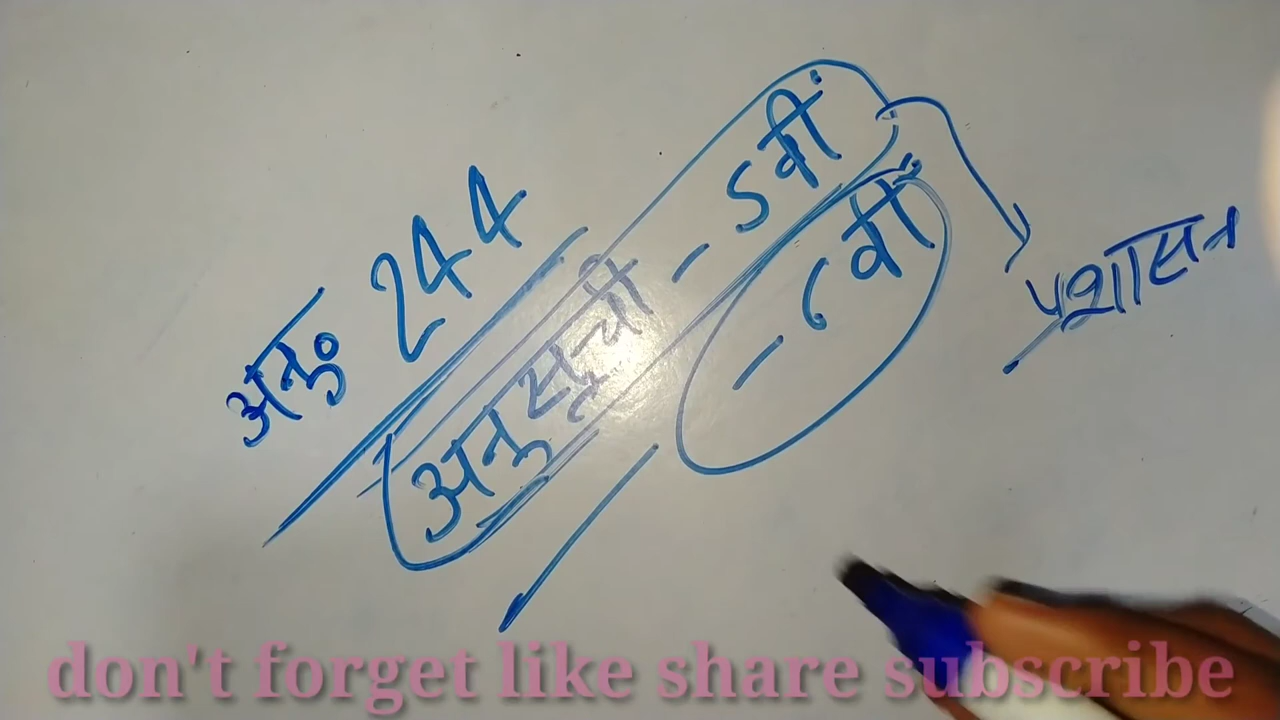 अनु० 244
अनुसूची - 5वीं
- 6वीं
प्रशासन
don't forget like share subscribe